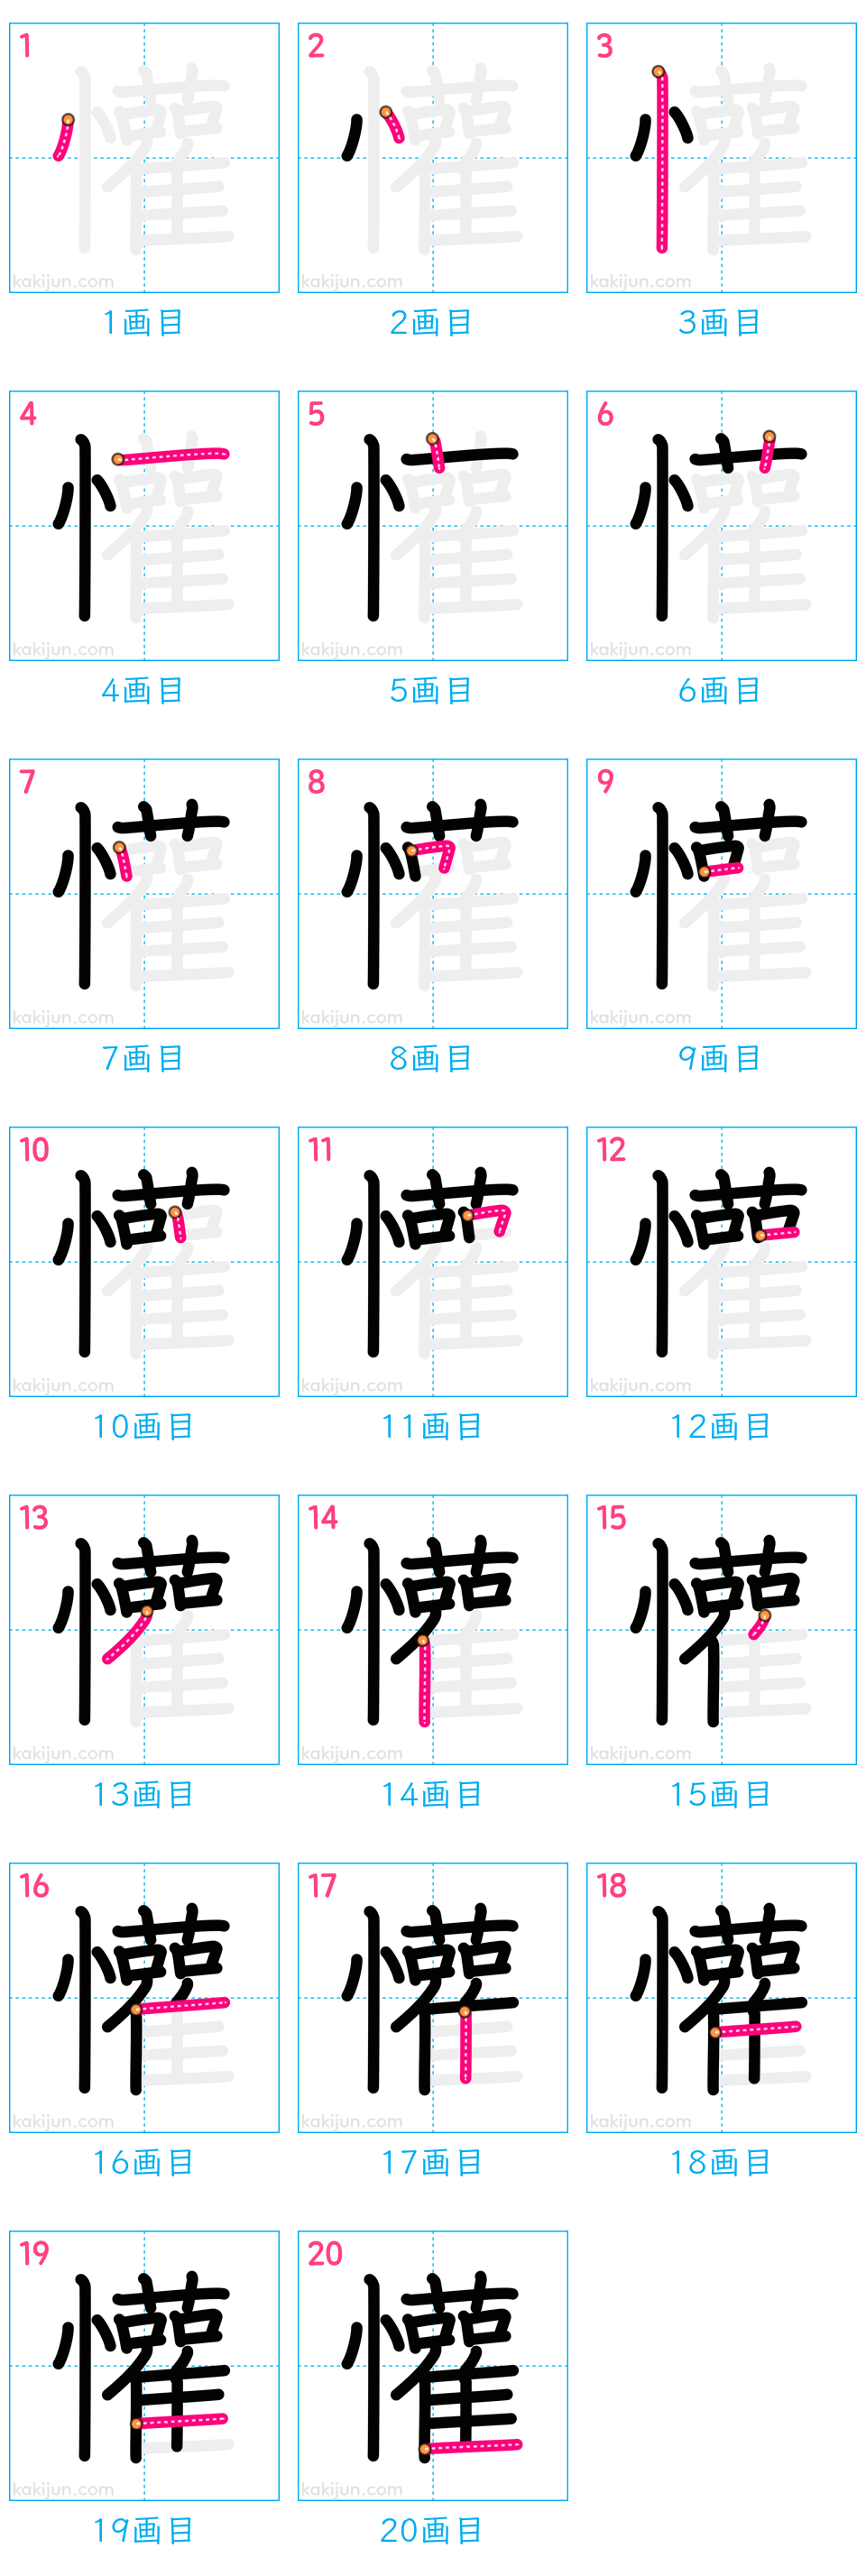 1 2 3
kakijun.com kakijun.com kakijun.com
1画目 2画目 3画目
4 5 6
kakijun.com kakijun.com kakijun.com
4画目 5画目 6画目
7 8 9
kakijun.com kakijun.com kakijun.com
7画目 8画目 9画目
10 11 12
kakijun.com kakijun.com kakijun.com
10画目 11画目 12画目
13 14 15
kakijun.com kakijun.com kakijun.com
13画目 14画目 15画目
16 17 18
kakijun.com kakijun.com kakijun.com
16画目 17画目 18画目
19 20
懽 懽
kakijun.com kakijun.com
19画目 20画目